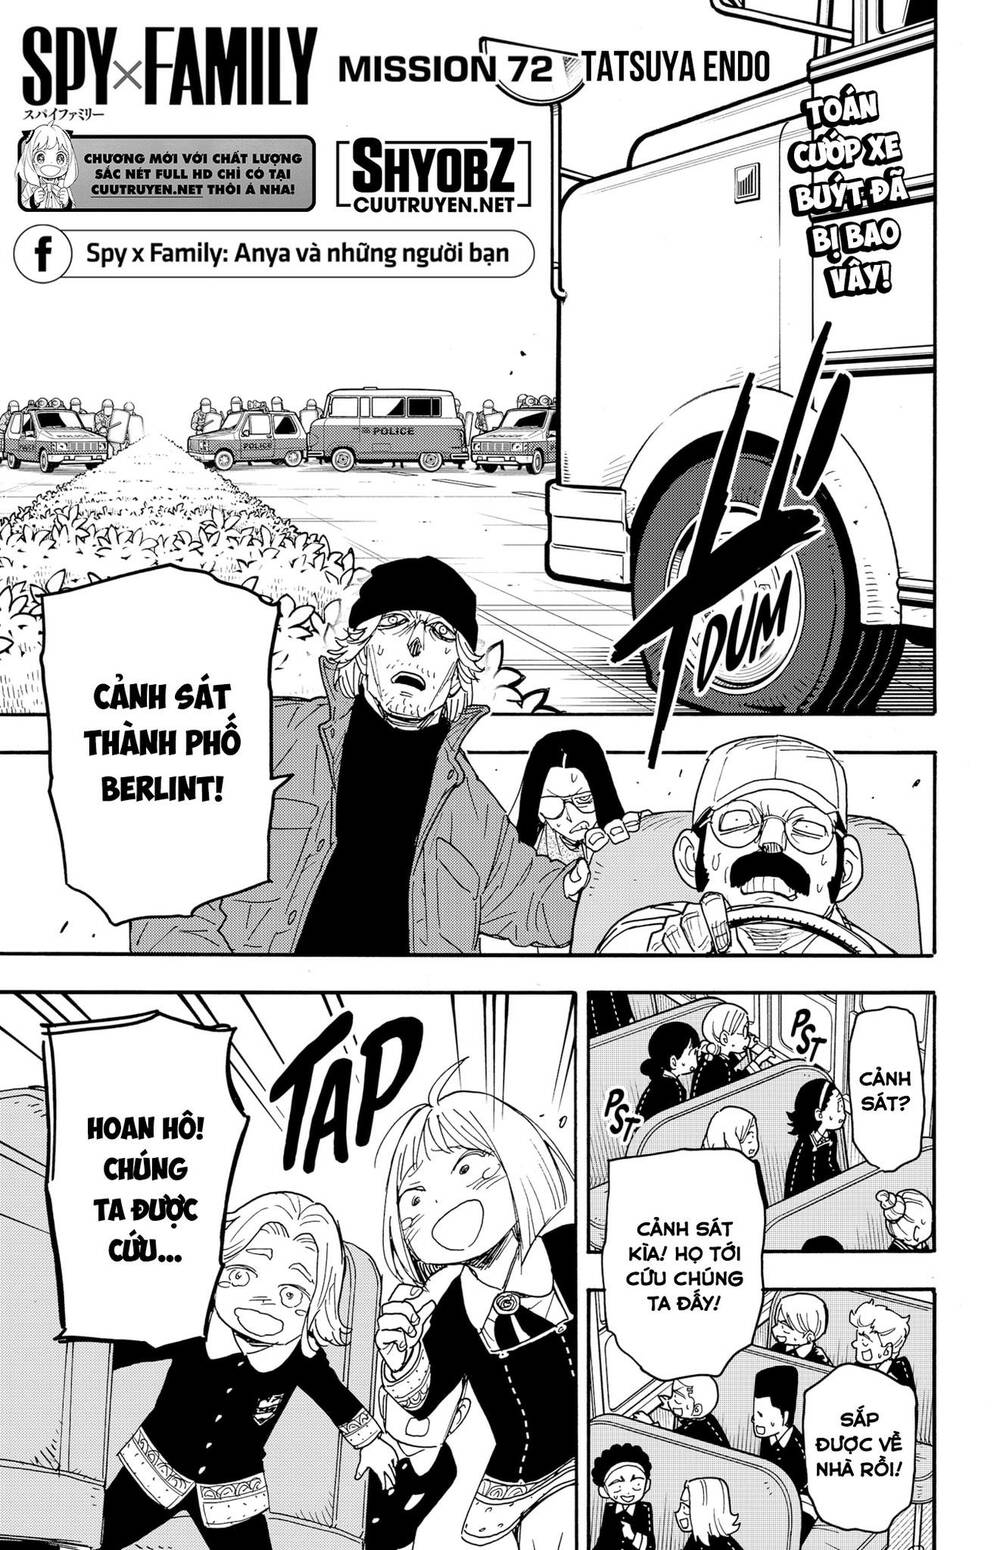 SPY×FAMILY
スパイファミリー
MISSION 72
TATSUYA ENDO
CHƯƠNG MỚI VỚI CHẤT LƯỢNG
SẮC NÉT FULL HD CHỈ CÓ TẠI
CUUTRUYEN.NET THÔI Á NHA!
SHYOBZ
CUUTRUYEN.NET
f
Spy x Family: Anya và những người bạn
TOÁN
CƯỚP XE
BUÝT ĐÃ
BỊ BAO
VÂY!
POLICE
POLICE
DUM
CẢNH SÁT
THÀNH PHỐ
BERLINT!
PST
PST
CẢNH
SÁT?
CẢNH SÁT
KÌA! HỌ TỚI
CỨU CHÚNG
TA ĐẤY!
TAP
HOAN HÔ!
CHÚNG
TA ĐƯỢC
CỨU...
SẮP
ĐƯỢC VỀ
NHÀ RỒI!